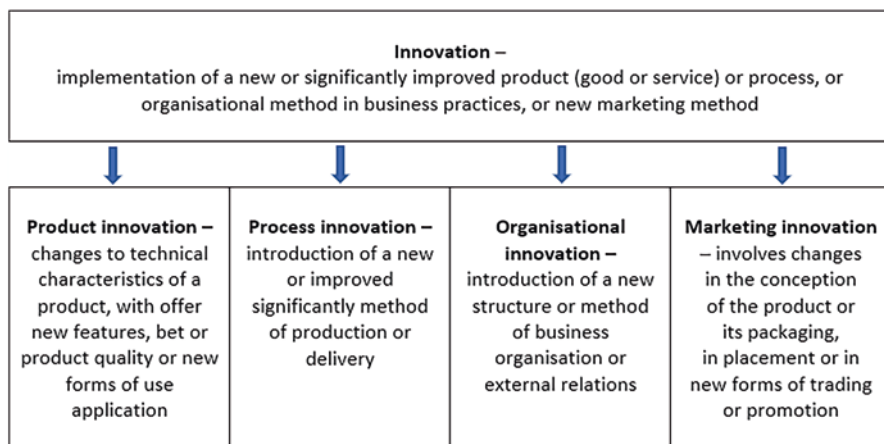 Innovation –
implementation of a new or significantly improved product (good or service) or process, or
organisational method in business practices, or new marketing method
Product innovation –
changes to technical
characteristics of a
product, with offer
new features, bet or
product quality or new
forms of use
application
Process innovation –
introduction of a new
or improved
significantly method
of production or
delivery
Organisational
innovation –
introduction of a new
structure or method
of business
organisation or
external relations
Marketing innovation
– involves changes
in the conception
of the product or
its packaging,
in placement or in
new forms of trading
or promotion